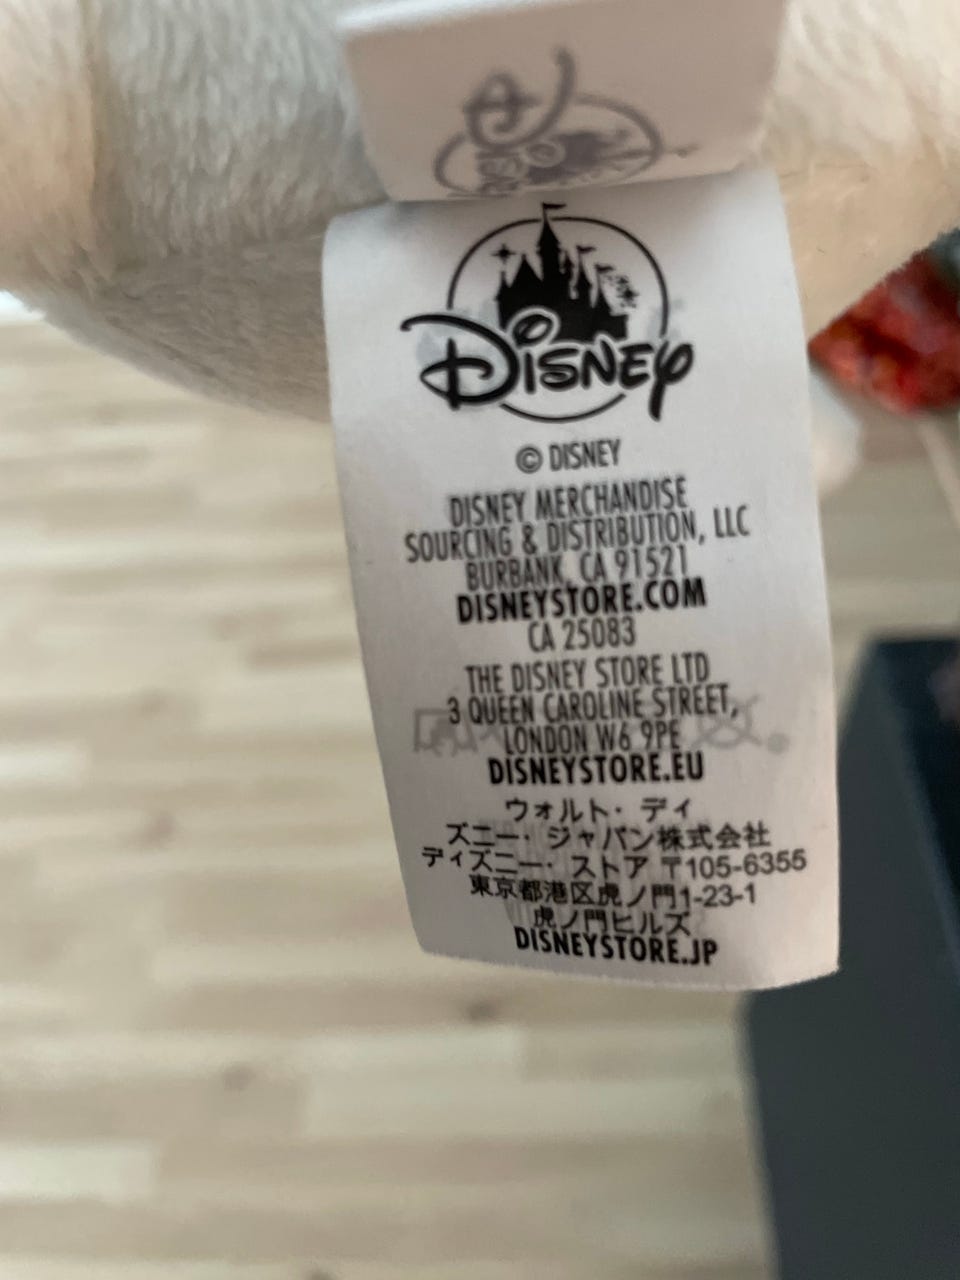 DISNEY
© DISNEY
DISNEY MERCHANDISE
SOURCING & DISTRIBUTION, LLC
BURBANK, CA 91521
DISNEYSTORE.COM
CA 25083
THE DISNEY STORE LTD
3 QUEEN CAROLINE STREET,
LONDON W6 9PE
DISNEYSTORE.EU
ウォルト・ディ
ズニー・ジャパン株式会社
ディズニー・ストア 〒105-6355
東京都港区虎ノ門1-23-1
虎ノ門ヒルズ
DISNEYSTORE.JP